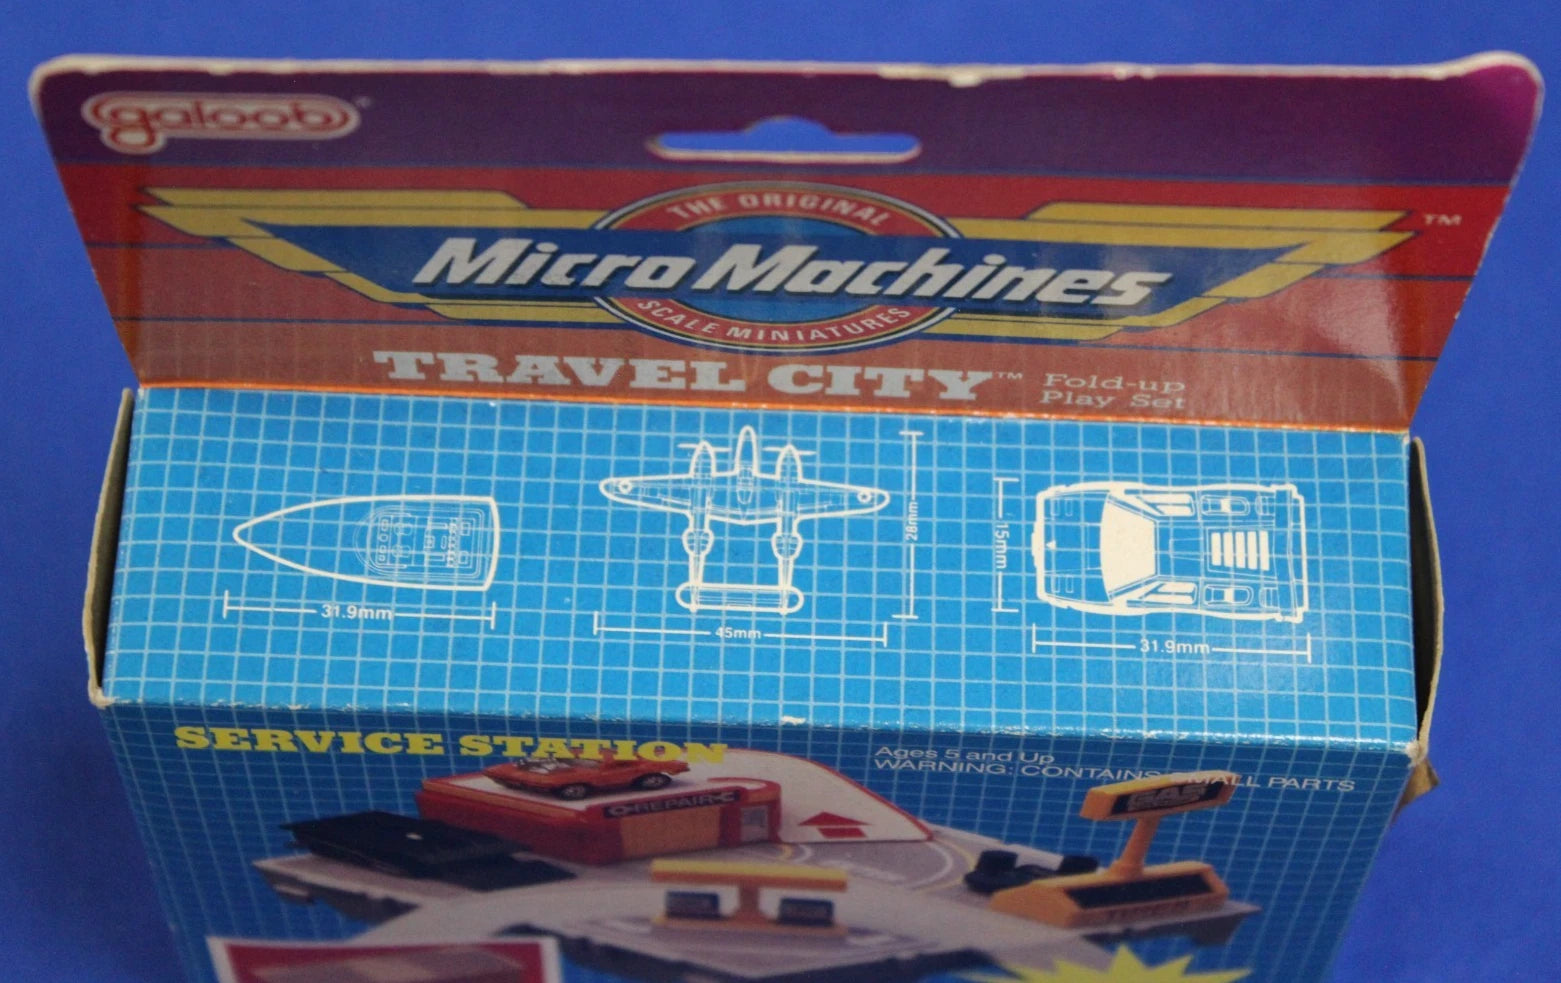 galoob®
THE ORIGINAL
Micro Machines
™
SCALE MINIATURES
TRAVEL CITY™
Fold-up
Play Set
31.9mm
45mm
28mm
15mm
31.9mm
SERVICE STATION
Ages 5 and Up
WARNING: CONTAINS SMALL PARTS
REPAIR
GAS